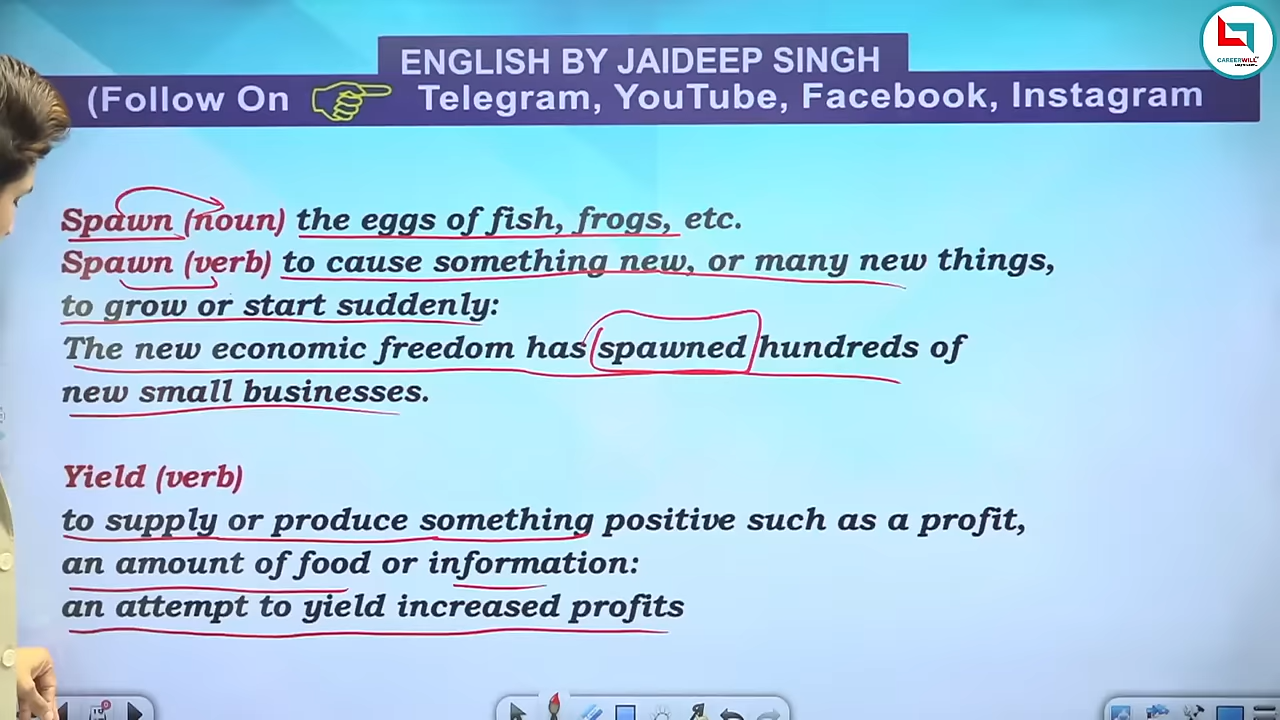 ENGLISH BY JAIDEEP SINGH
(Follow On Telegram, YouTube, Facebook, Instagram
CAREERWILL
Spawn (noun) the eggs of fish, frogs, etc.
Spawn (verb) to cause something new, or many new things,
to grow or start suddenly:
The new economic freedom has spawned hundreds of
new small businesses.
Yield (verb)
to supply or produce something positive such as a profit,
an amount of food or information:
an attempt to yield increased profits